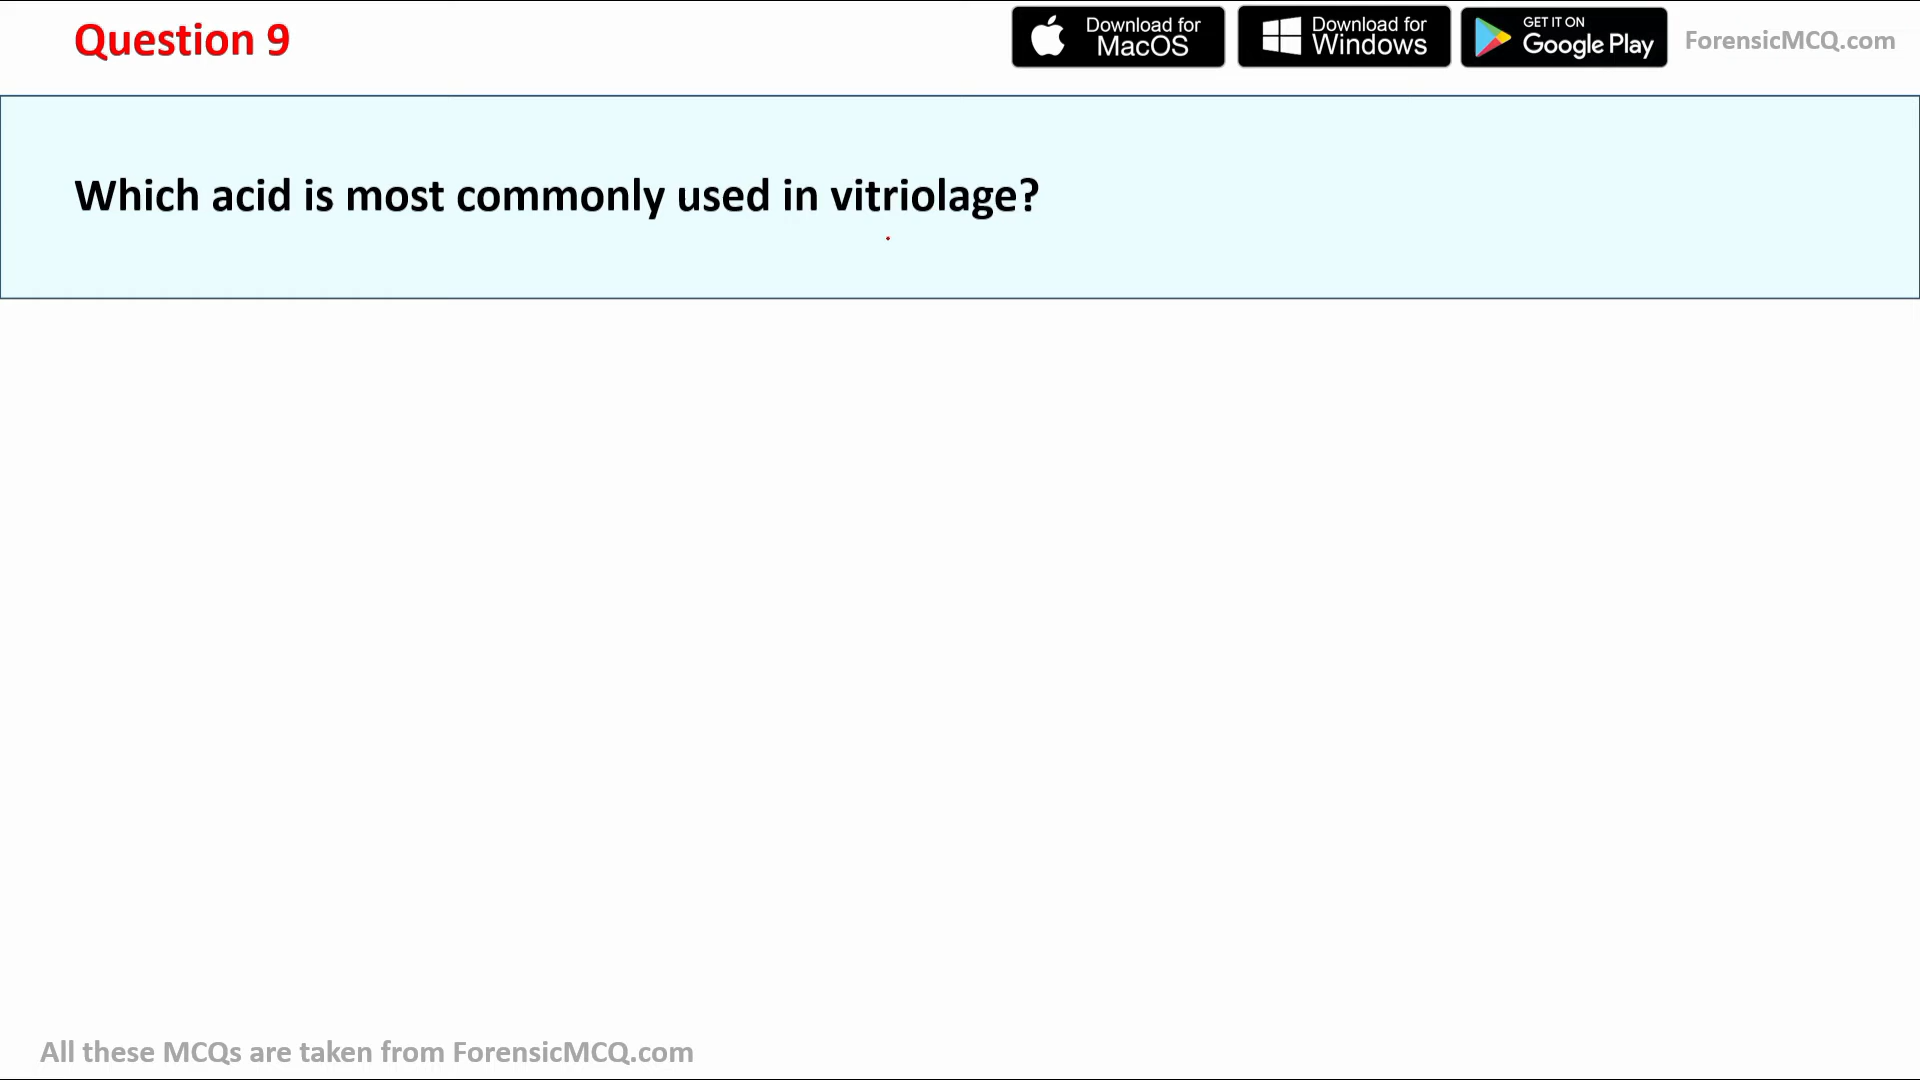 Question 9
Download for
MacOS
Download for
Windows
GET IT ON
Google Play
ForensicMCQ.com
Which acid is most commonly used in vitriolage?
All these MCQs are taken from ForensicMCQ.com